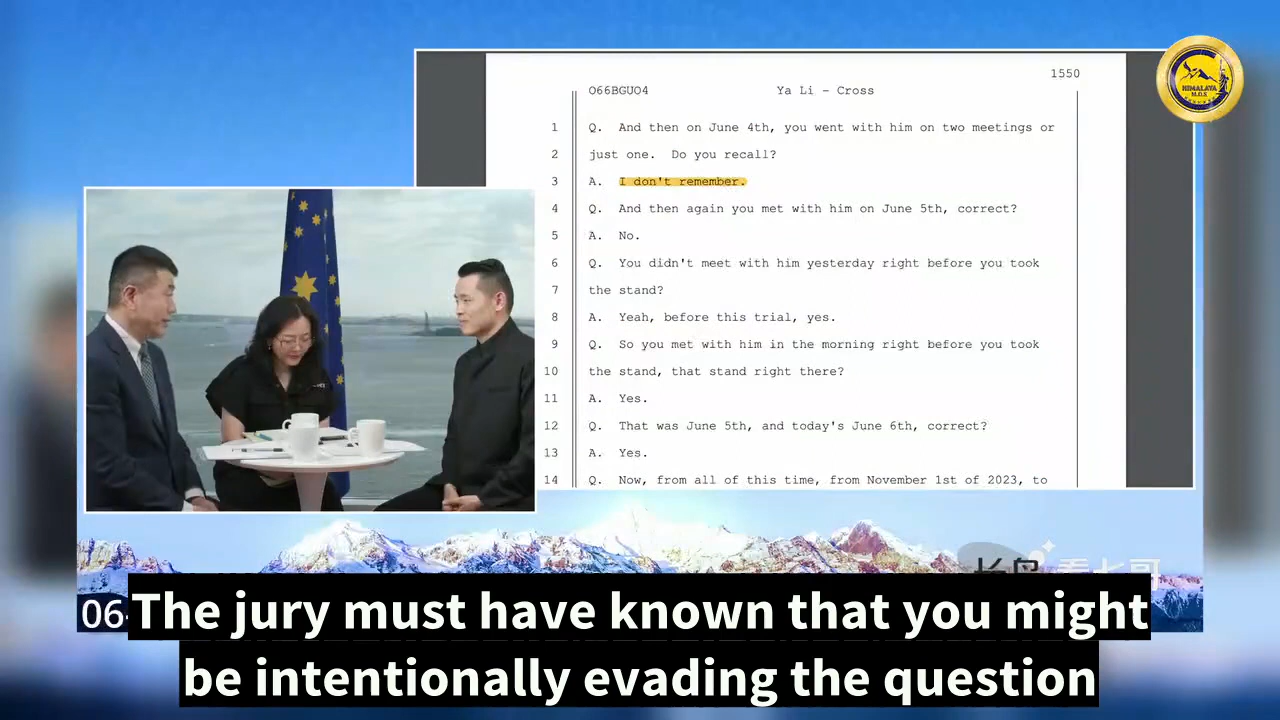 1550
O66BGUO4 Ya Li - Cross
1 Q. And then on June 4th, you went with him on two meetings or
2 just one. Do you recall?
3 A. I don't remember.
4 Q. And then again you met with him on June 5th, correct?
5 A. No.
6 Q. You didn't meet with him yesterday right before you took
7 the stand?
8 A. Yeah, before this trial, yes.
9 Q. So you met with him in the morning right before you took
10 the stand, that stand right there?
11 A. Yes.
12 Q. That was June 5th, and today's June 6th, correct?
13 A. Yes.
14 Q. Now, from all of this time, from November 1st of 2023, to
HIMALAYA
M.O.S
06-
The jury must have known that you might
be intentionally evading the question